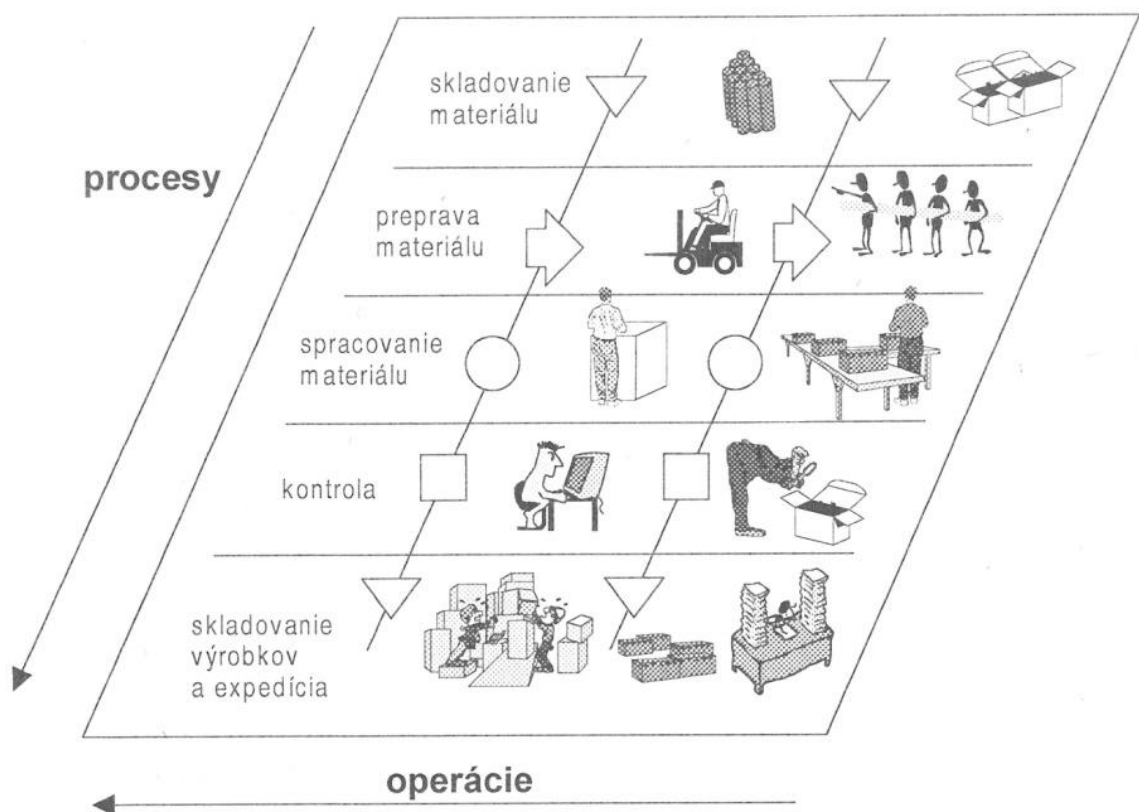 skladovanie
materiálu
procesy
preprava
materiálu
spracovanie
materiálu
kontrola
skladovanie
výrobkov
a expedícia
operácie